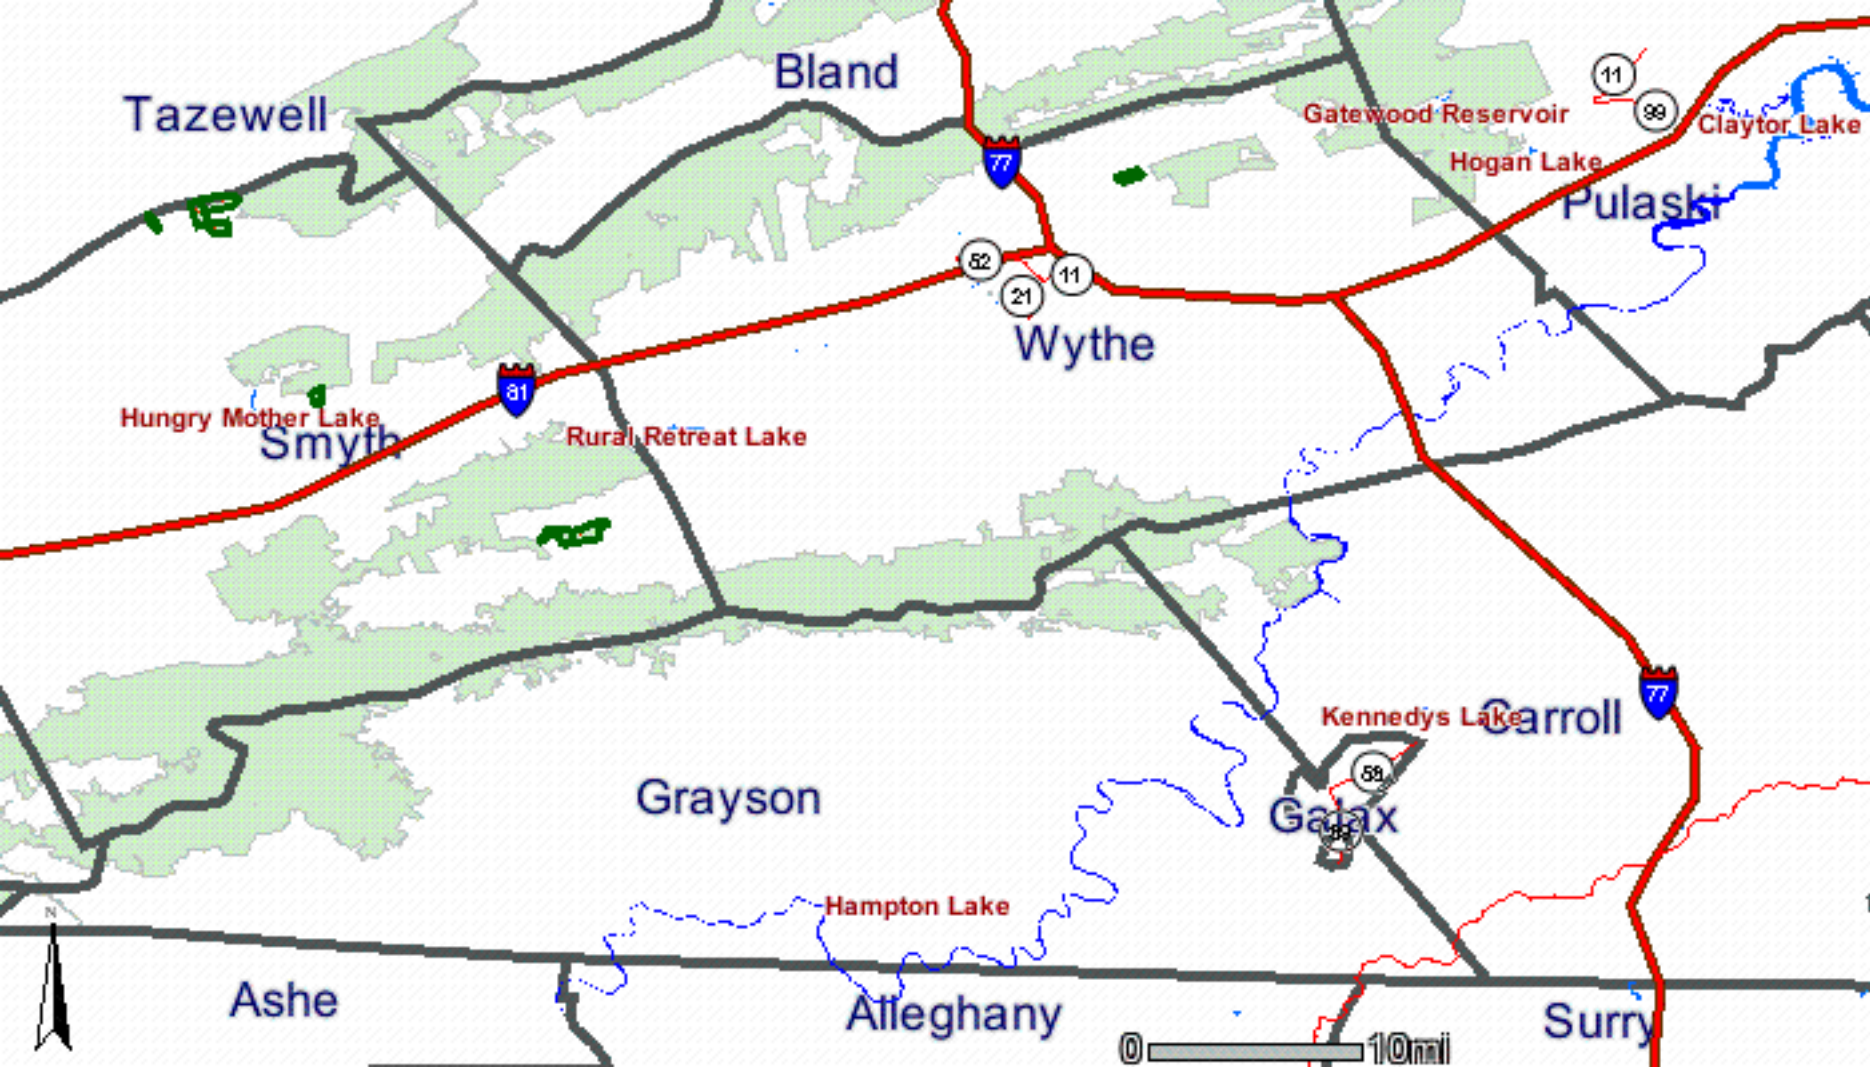 Bland
Tazewell
11
99
Gatewood Reservoir
Claytor Lake
77
Hogan Lake
Pulaski
52
11
21
Wythe
81
Hungry Mother Lake
Smyth
Rural Retreat Lake
77
Kennedys Lake
Carroll
58
Grayson
Galax
89
Hampton Lake
N
Ashe
Alleghany
Surry
0 10mi